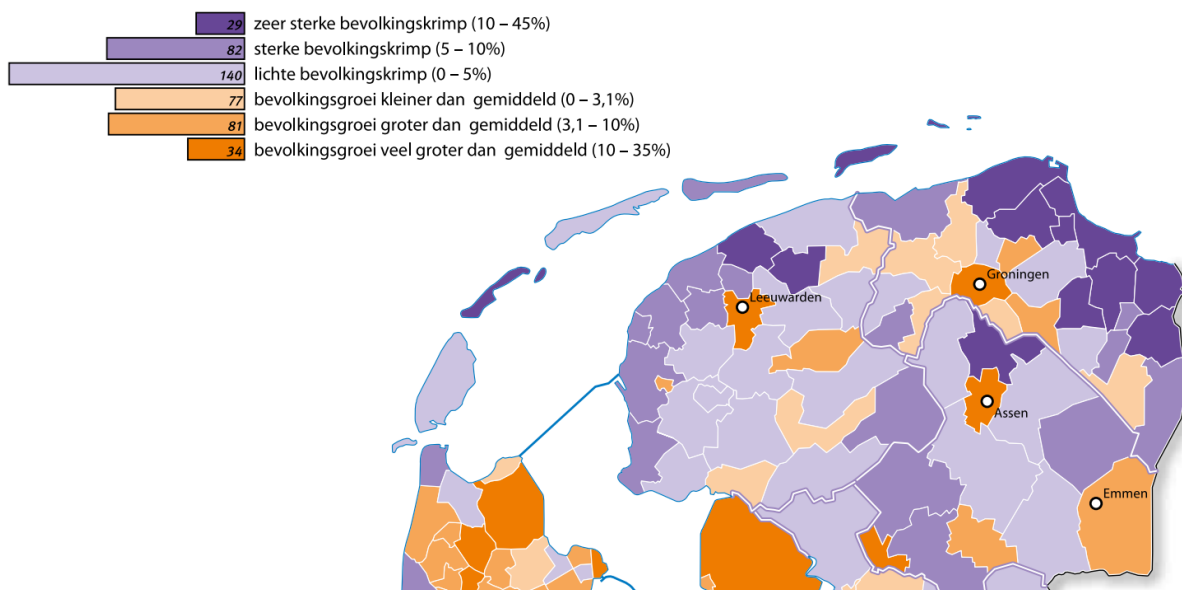 29 zeer sterke bevolkingskrimp (10 – 45%)
82 sterke bevolkingskrimp (5 – 10%)
140 lichte bevolkingskrimp (0 – 5%)
77 bevolkingsgroei kleiner dan gemiddeld (0 – 3,1%)
81 bevolkingsgroei groter dan gemiddeld (3,1 – 10%)
34 bevolkingsgroei veel groter dan gemiddeld (10 – 35%)
Groningen
Leeuwarden
Assen
Emmen